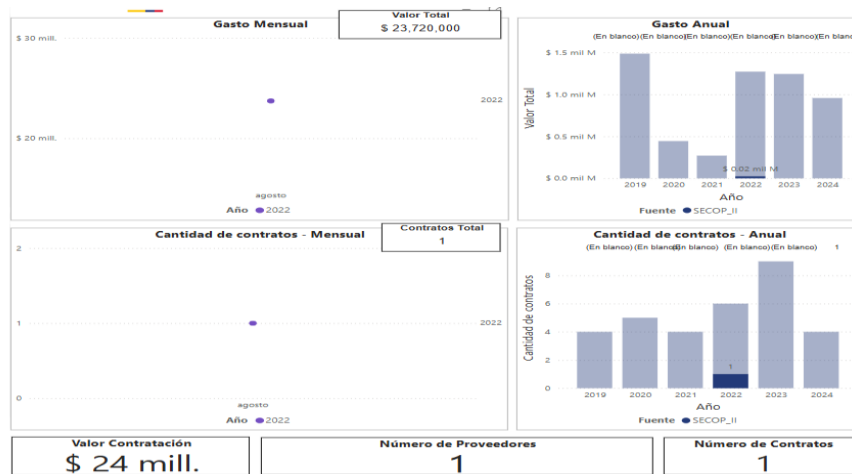 Gasto Mensual
Valor Total
$ 23,720,000
$ 30 mill.
$ 20 mill.
2022
agosto
Año 2022
Gasto Anual
(En blanco) (En blanco) (En blanco) (En blanco) (En blanco) (En blanco)
Valor Total
$ 1.5 mil M
$ 1.0 mil M
$ 0.5 mil M
$ 0.0 mil M
$ 0.02 mil M
2019 2020 2021 2022 2023 2024
Año
Fuente SECOP_II
Cantidad de contratos - Mensual
Contratos Total
1
2
1
0
2022
agosto
Año 2022
Cantidad de contratos - Anual
(En blanco) (En blanco) (En blanco) (En blanco) (En blanco) 1
Cantidad de contratos
8
6
4
2
0
1
2019 2020 2021 2022 2023 2024
Año
Fuente SECOP_II
Valor Contratación
$ 24 mill.
Número de Proveedores
1
Número de Contratos
1